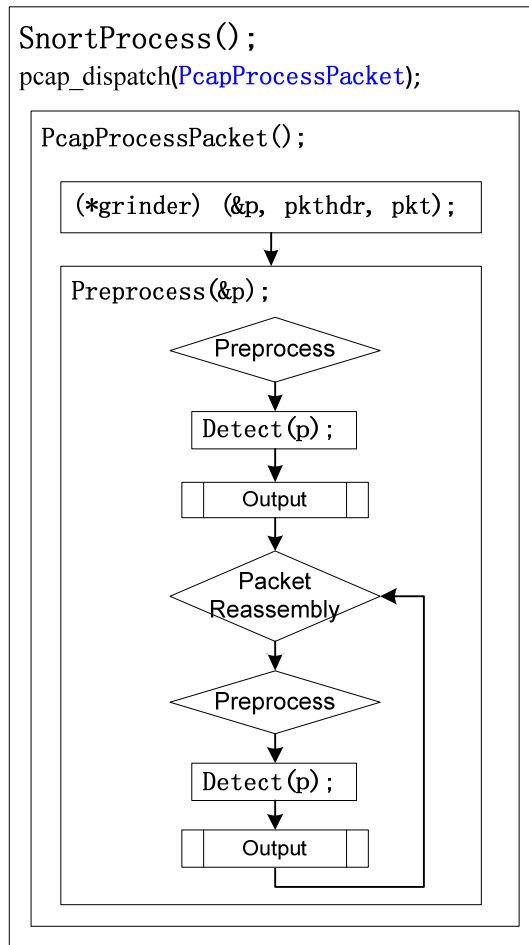 SnortProcess();
pcap_dispatch(PcapProcessPacket);
PcapProcessPacket();
(*grinder) (&p, pkthdr, pkt);
Preprocess(&p);
Preprocess
Detect(p);
Output
Packet
Reassembly
Preprocess
Detect(p);
Output